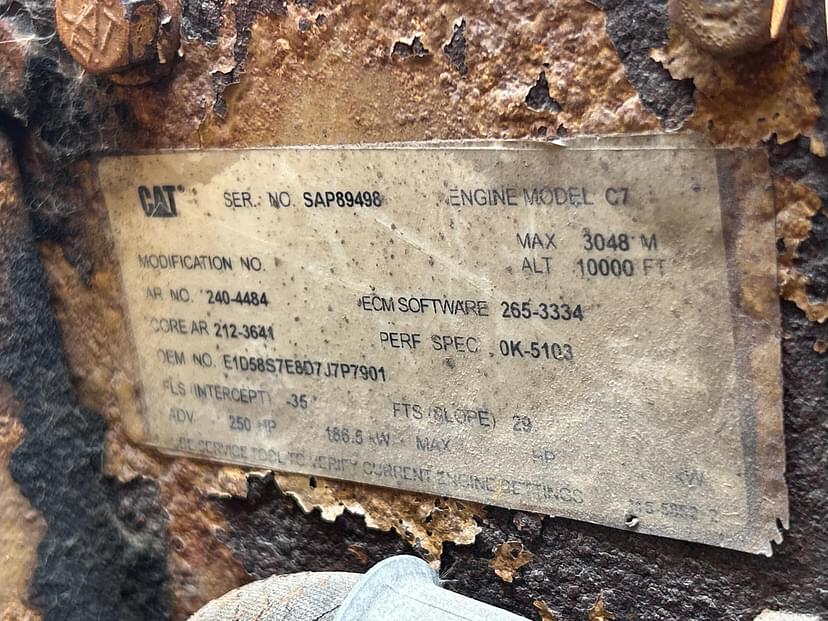 CAT SER. NO. SAP89498 ENGINE MODEL C7
MAX 3048 M
MODIFICATION NO. ALT 10000 FT
AR NO. 240-4484 ECM SOFTWARE 265-3334
CORE AR 212-3641 PERF SPEC 0K-5103
OEM NO. E1D58S7E8D7J7P7901
FLS (INTERCEPT) -35 FTS (SLOPE) 29
ADV 250 HP 186.5 kW MAX HP kW
SERVICE TOOL TO VERIFY CURRENT ENGINE SETTINGS